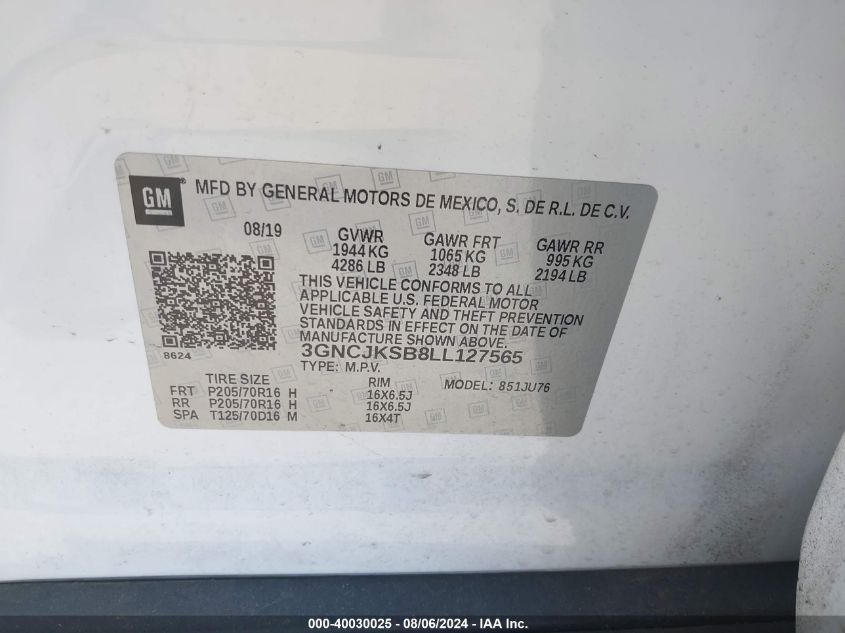 GM ® MFD BY GENERAL MOTORS DE MEXICO, S. DE R.L. DE C.V.
08/19 GVWR GAWR FRT GAWR RR
1944 KG 1065 KG 995 KG
4286 LB 2348 LB 2194 LB
THIS VEHICLE CONFORMS TO ALL
APPLICABLE U.S. FEDERAL MOTOR
VEHICLE SAFETY AND THEFT PREVENTION
STANDARDS IN EFFECT ON THE DATE OF
MANUFACTURE SHOWN ABOVE.
8624 3GNCJKSB8LL127565
TYPE: M.P.V.
TIRE SIZE RIM MODEL: 851JU76
FRT P205/70R16 H 16X6.5J
RR P205/70R16 H 16X6.5J
SPA T125/70D16 M 16X4T
000-40030025 - 08/06/2024 - IAA Inc.